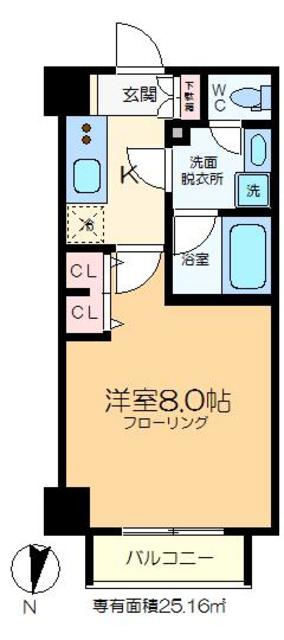 玄関
下駄箱
WC
K
洗面
脱衣所
洗
冷
浴室
CL
CL
洋室8.0帖
フローリング
バルコニー
N
専有面積25.16㎡